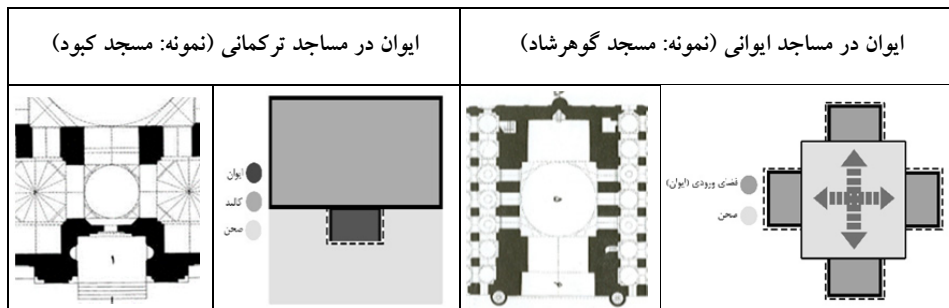 ایوان در مساجد ایوانی (نمونه: مسجد گوهرشاد)
ایوان در مساجد ترکمانی (نمونه: مسجد کبود)
فضای ورودی (ایوان)
صحن
ایوان
گنبد
صحن
۱